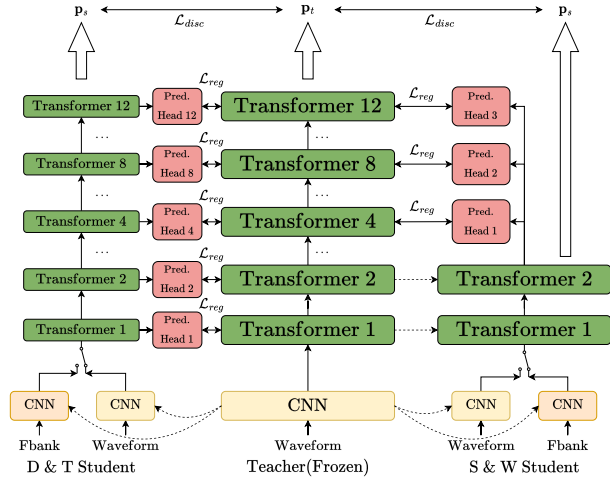 p_s p_t p_s
L_disc L_disc
Transformer 12 Pred. Head 12 L_reg Transformer 12 L_reg Pred. Head 3
... ...
Transformer 8 Pred. Head 8 L_reg Transformer 8 L_reg Pred. Head 2
... ...
Transformer 4 Pred. Head 4 L_reg Transformer 4 L_reg Pred. Head 1
... ...
Transformer 2 Pred. Head 2 L_reg Transformer 2 Transformer 2
Transformer 1 Pred. Head 1 L_reg Transformer 1 Transformer 1
CNN CNN CNN CNN CNN
Fbank Waveform Waveform Waveform Fbank
D & T Student Teacher(Frozen) S & W Student